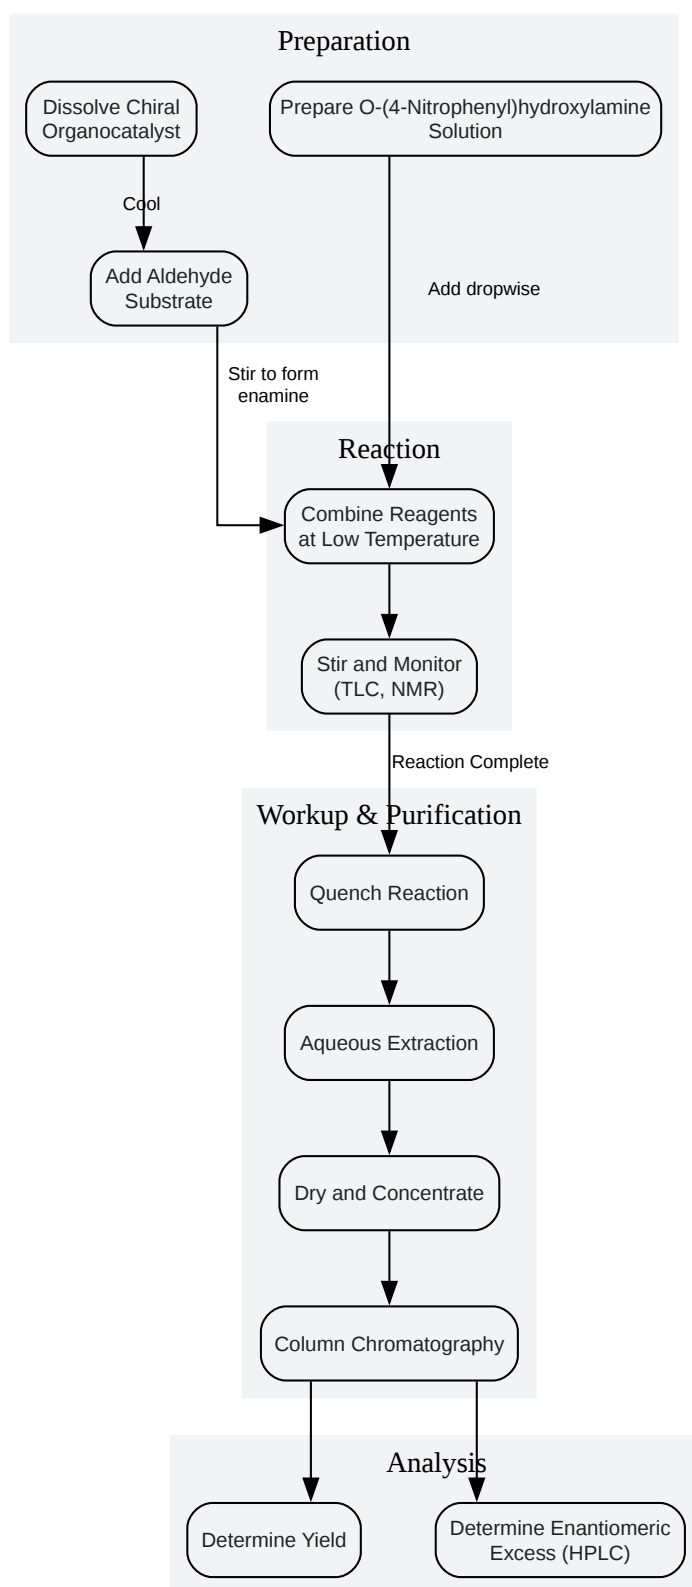 Preparation
Dissolve Chiral
Organocatalyst
Prepare O-(4-Nitrophenyl)hydroxylamine
Solution
Cool
Add Aldehyde
Substrate
Add dropwise
Stir to form
enamine
Reaction
Combine Reagents
at Low Temperature
Stir and Monitor
(TLC, NMR)
Reaction Complete
Workup & Purification
Quench Reaction
Aqueous Extraction
Dry and Concentrate
Column Chromatography
Analysis
Determine Yield
Determine Enantiomeric
Excess (HPLC)